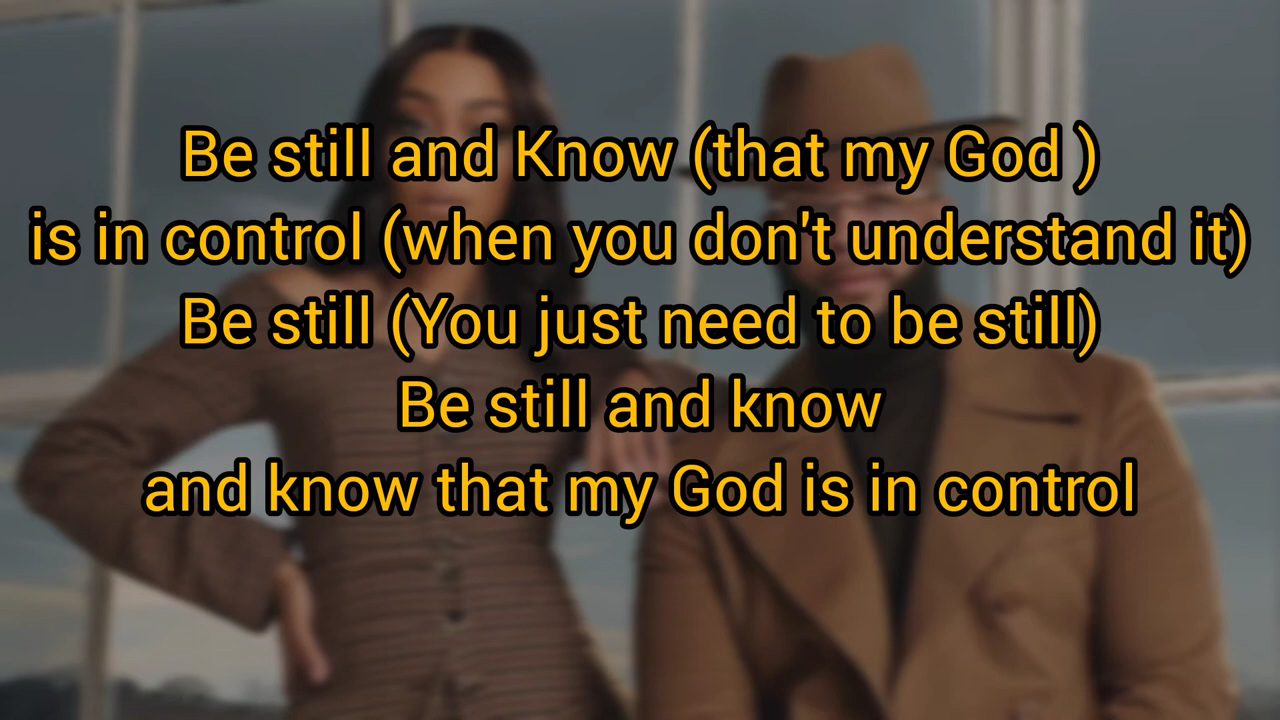 Be still and Know (that my God )
is in control (when you don't understand it)
Be still (You just need to be still)
Be still and know
and know that my God is in control